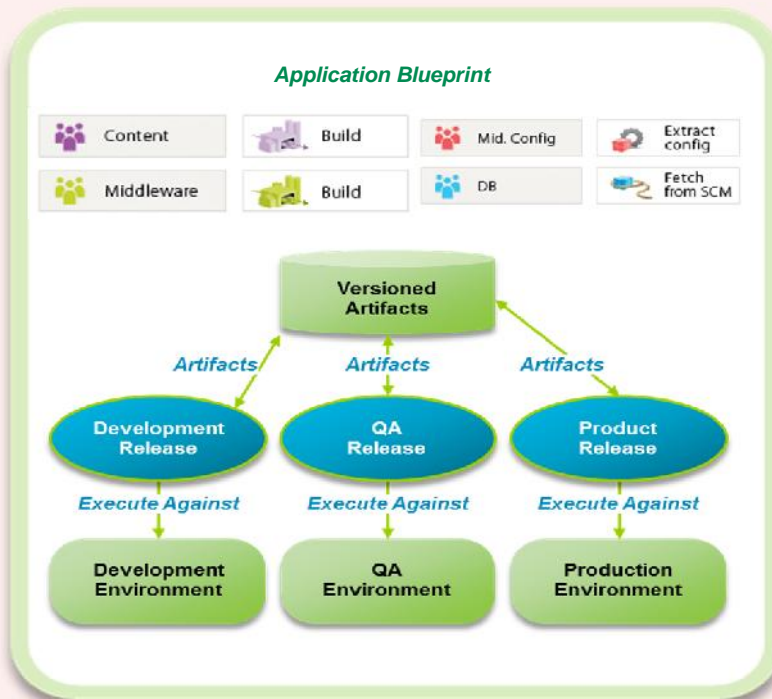 Application Blueprint
Content
Build
Mid. Config
Extract
config
Middleware
Build
DB
Fetch
from SCM
Versioned
Artifacts
Artifacts
Artifacts
Artifacts
Development
Release
QA
Release
Product
Release
Execute Against
Execute Against
Execute Against
Development
Environment
QA
Environment
Production
Environment